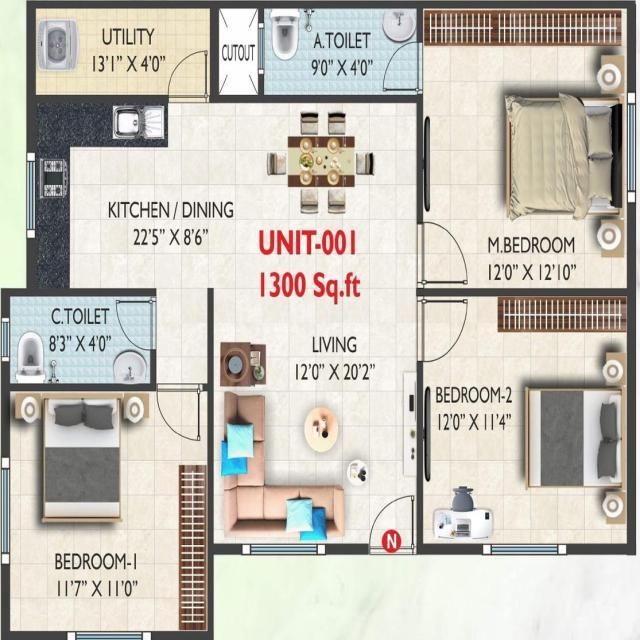 UTILITY
13'1" X 4'0"
CUTOUT
A.TOILET
9'0" X 4'0"
KITCHEN / DINING
22'5" X 8'6"
UNIT-001
1300 Sq.ft
M.BEDROOM
12'0" X 12'10"
C.TOILET
8'3" X 4'0"
LIVING
12'0" X 20'2"
BEDROOM-2
12'0" X 11'4"
N
BEDROOM-1
11'7" X 11'0"